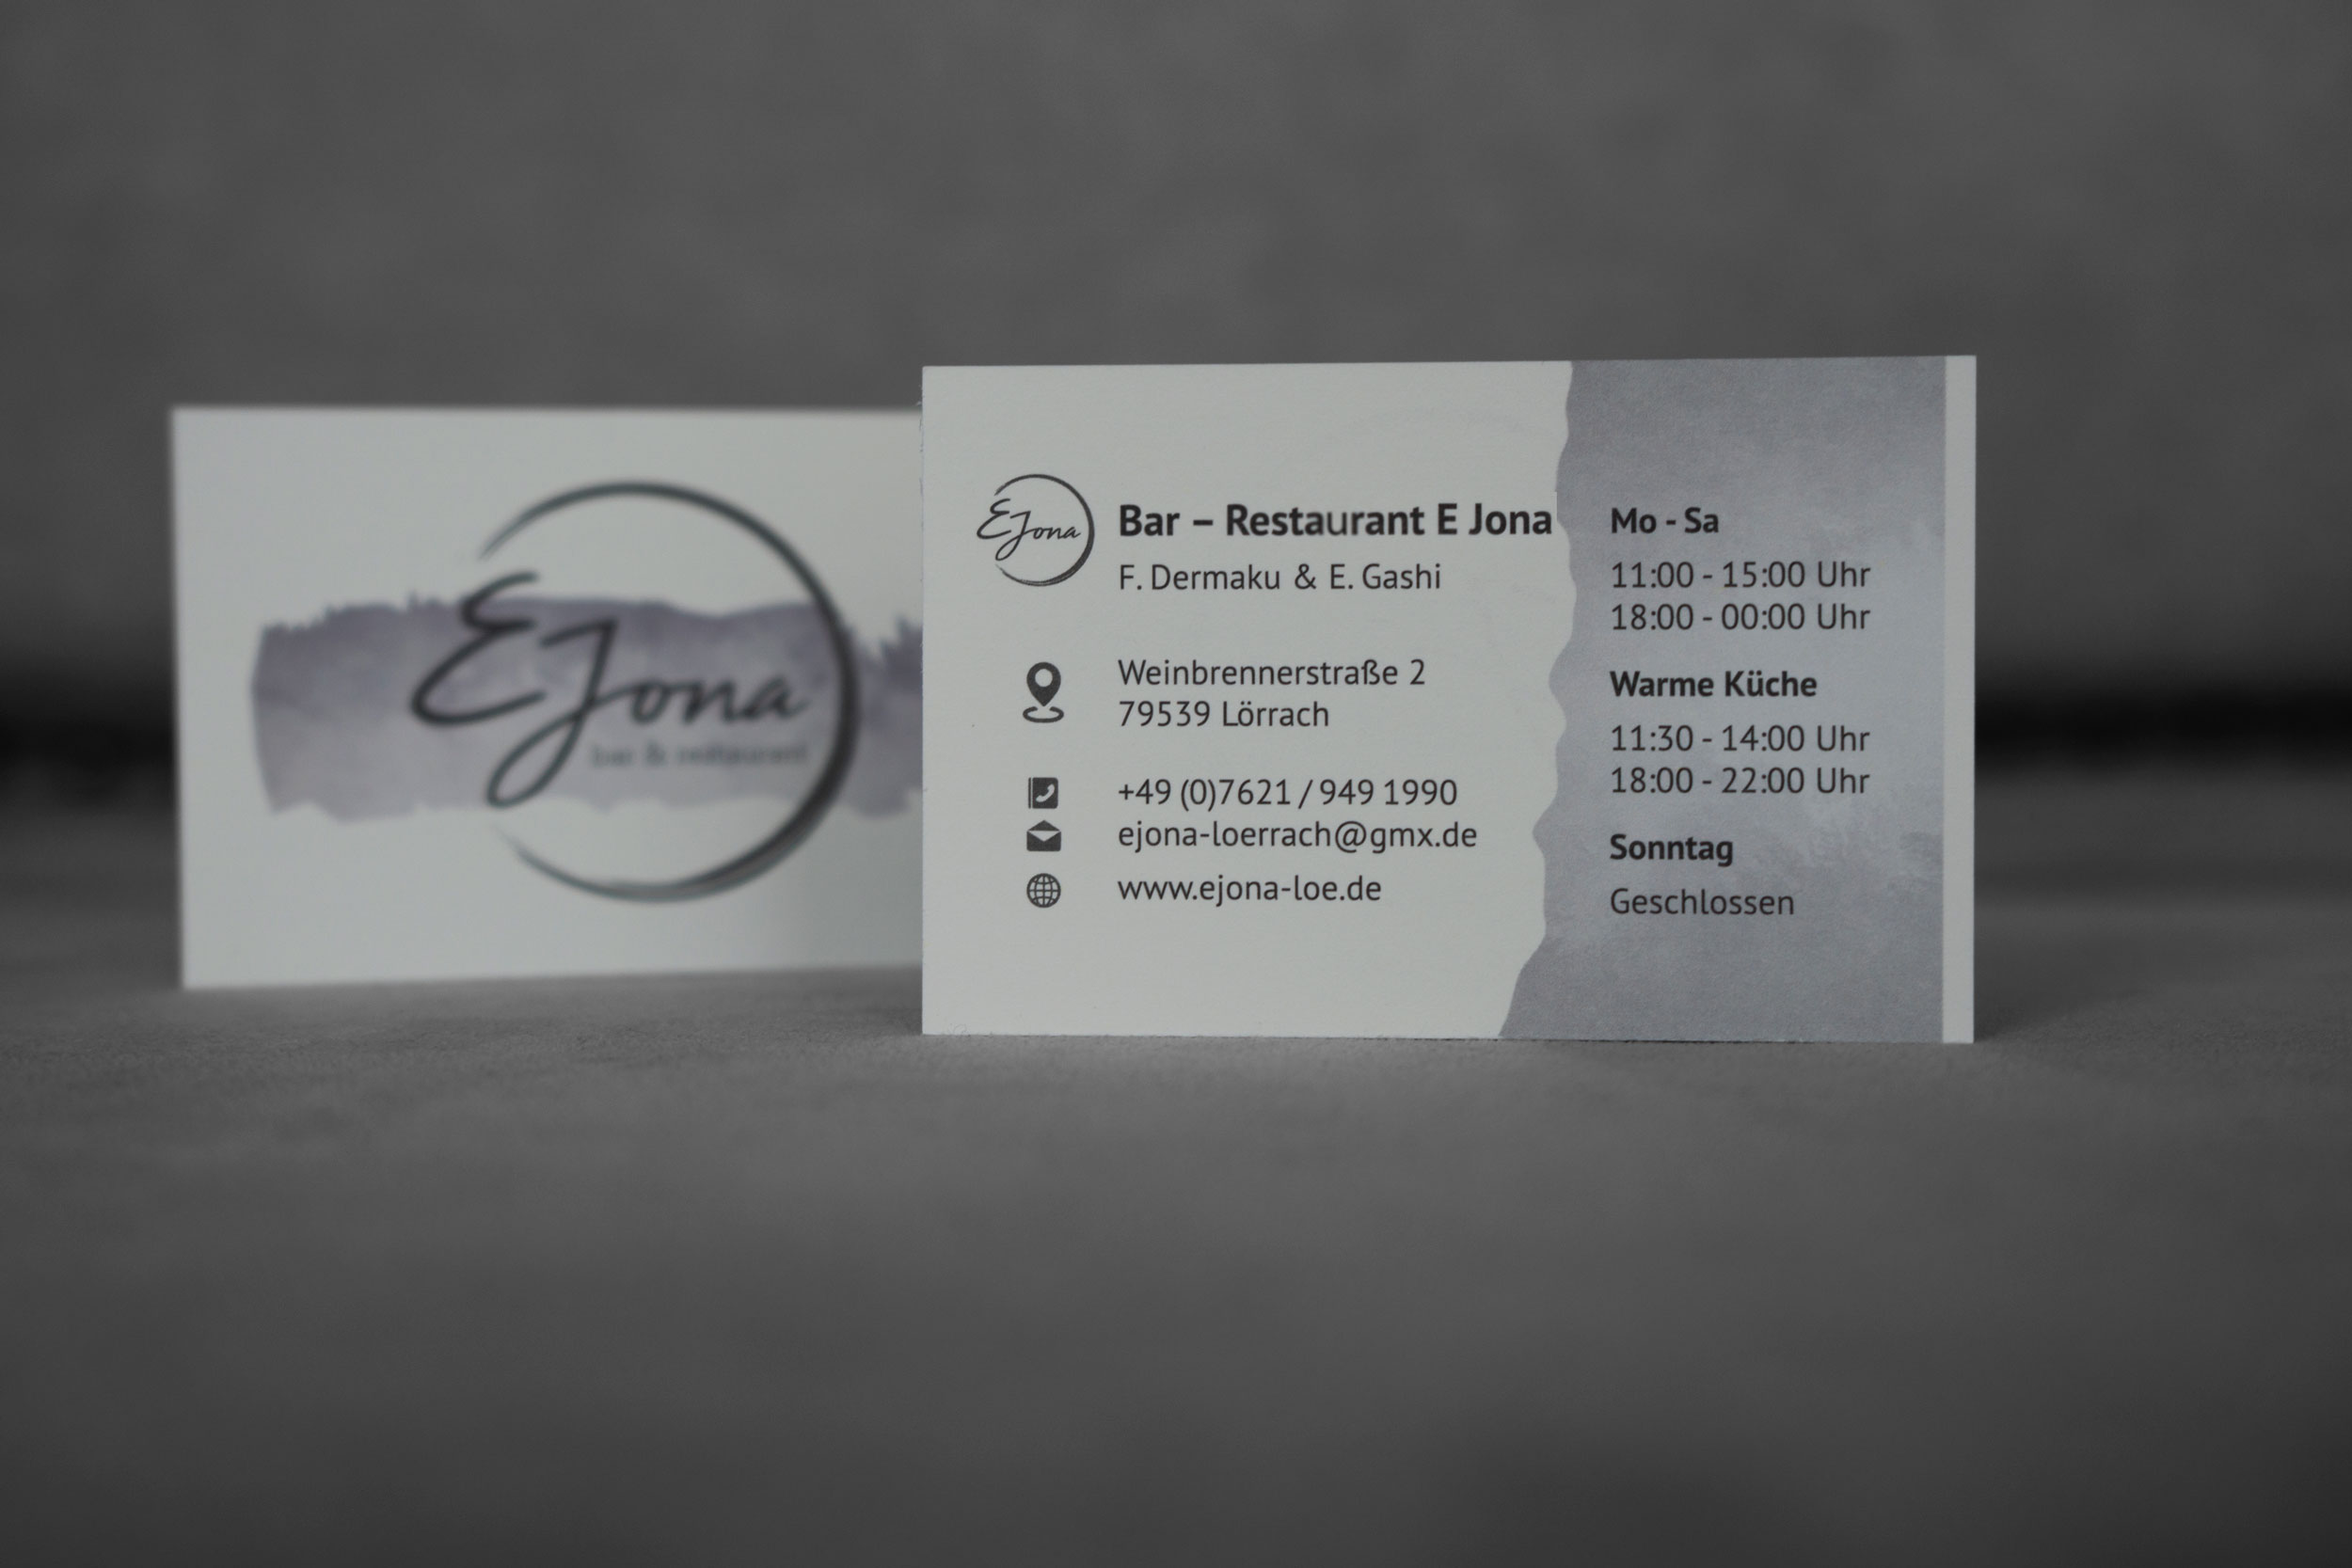 EJona
bar & restaurant
EJona
Bar – Restaurant E Jona
F. Dermaku & E. Gashi
Weinbrennerstraße 2
79539 Lörrach
+49 (0)7621 / 949 1990
ejona-loerrach@gmx.de
www.ejona-loe.de
Mo - Sa
11:00 - 15:00 Uhr
18:00 - 00:00 Uhr
Warme Küche
11:30 - 14:00 Uhr
18:00 - 22:00 Uhr
Sonntag
Geschlossen